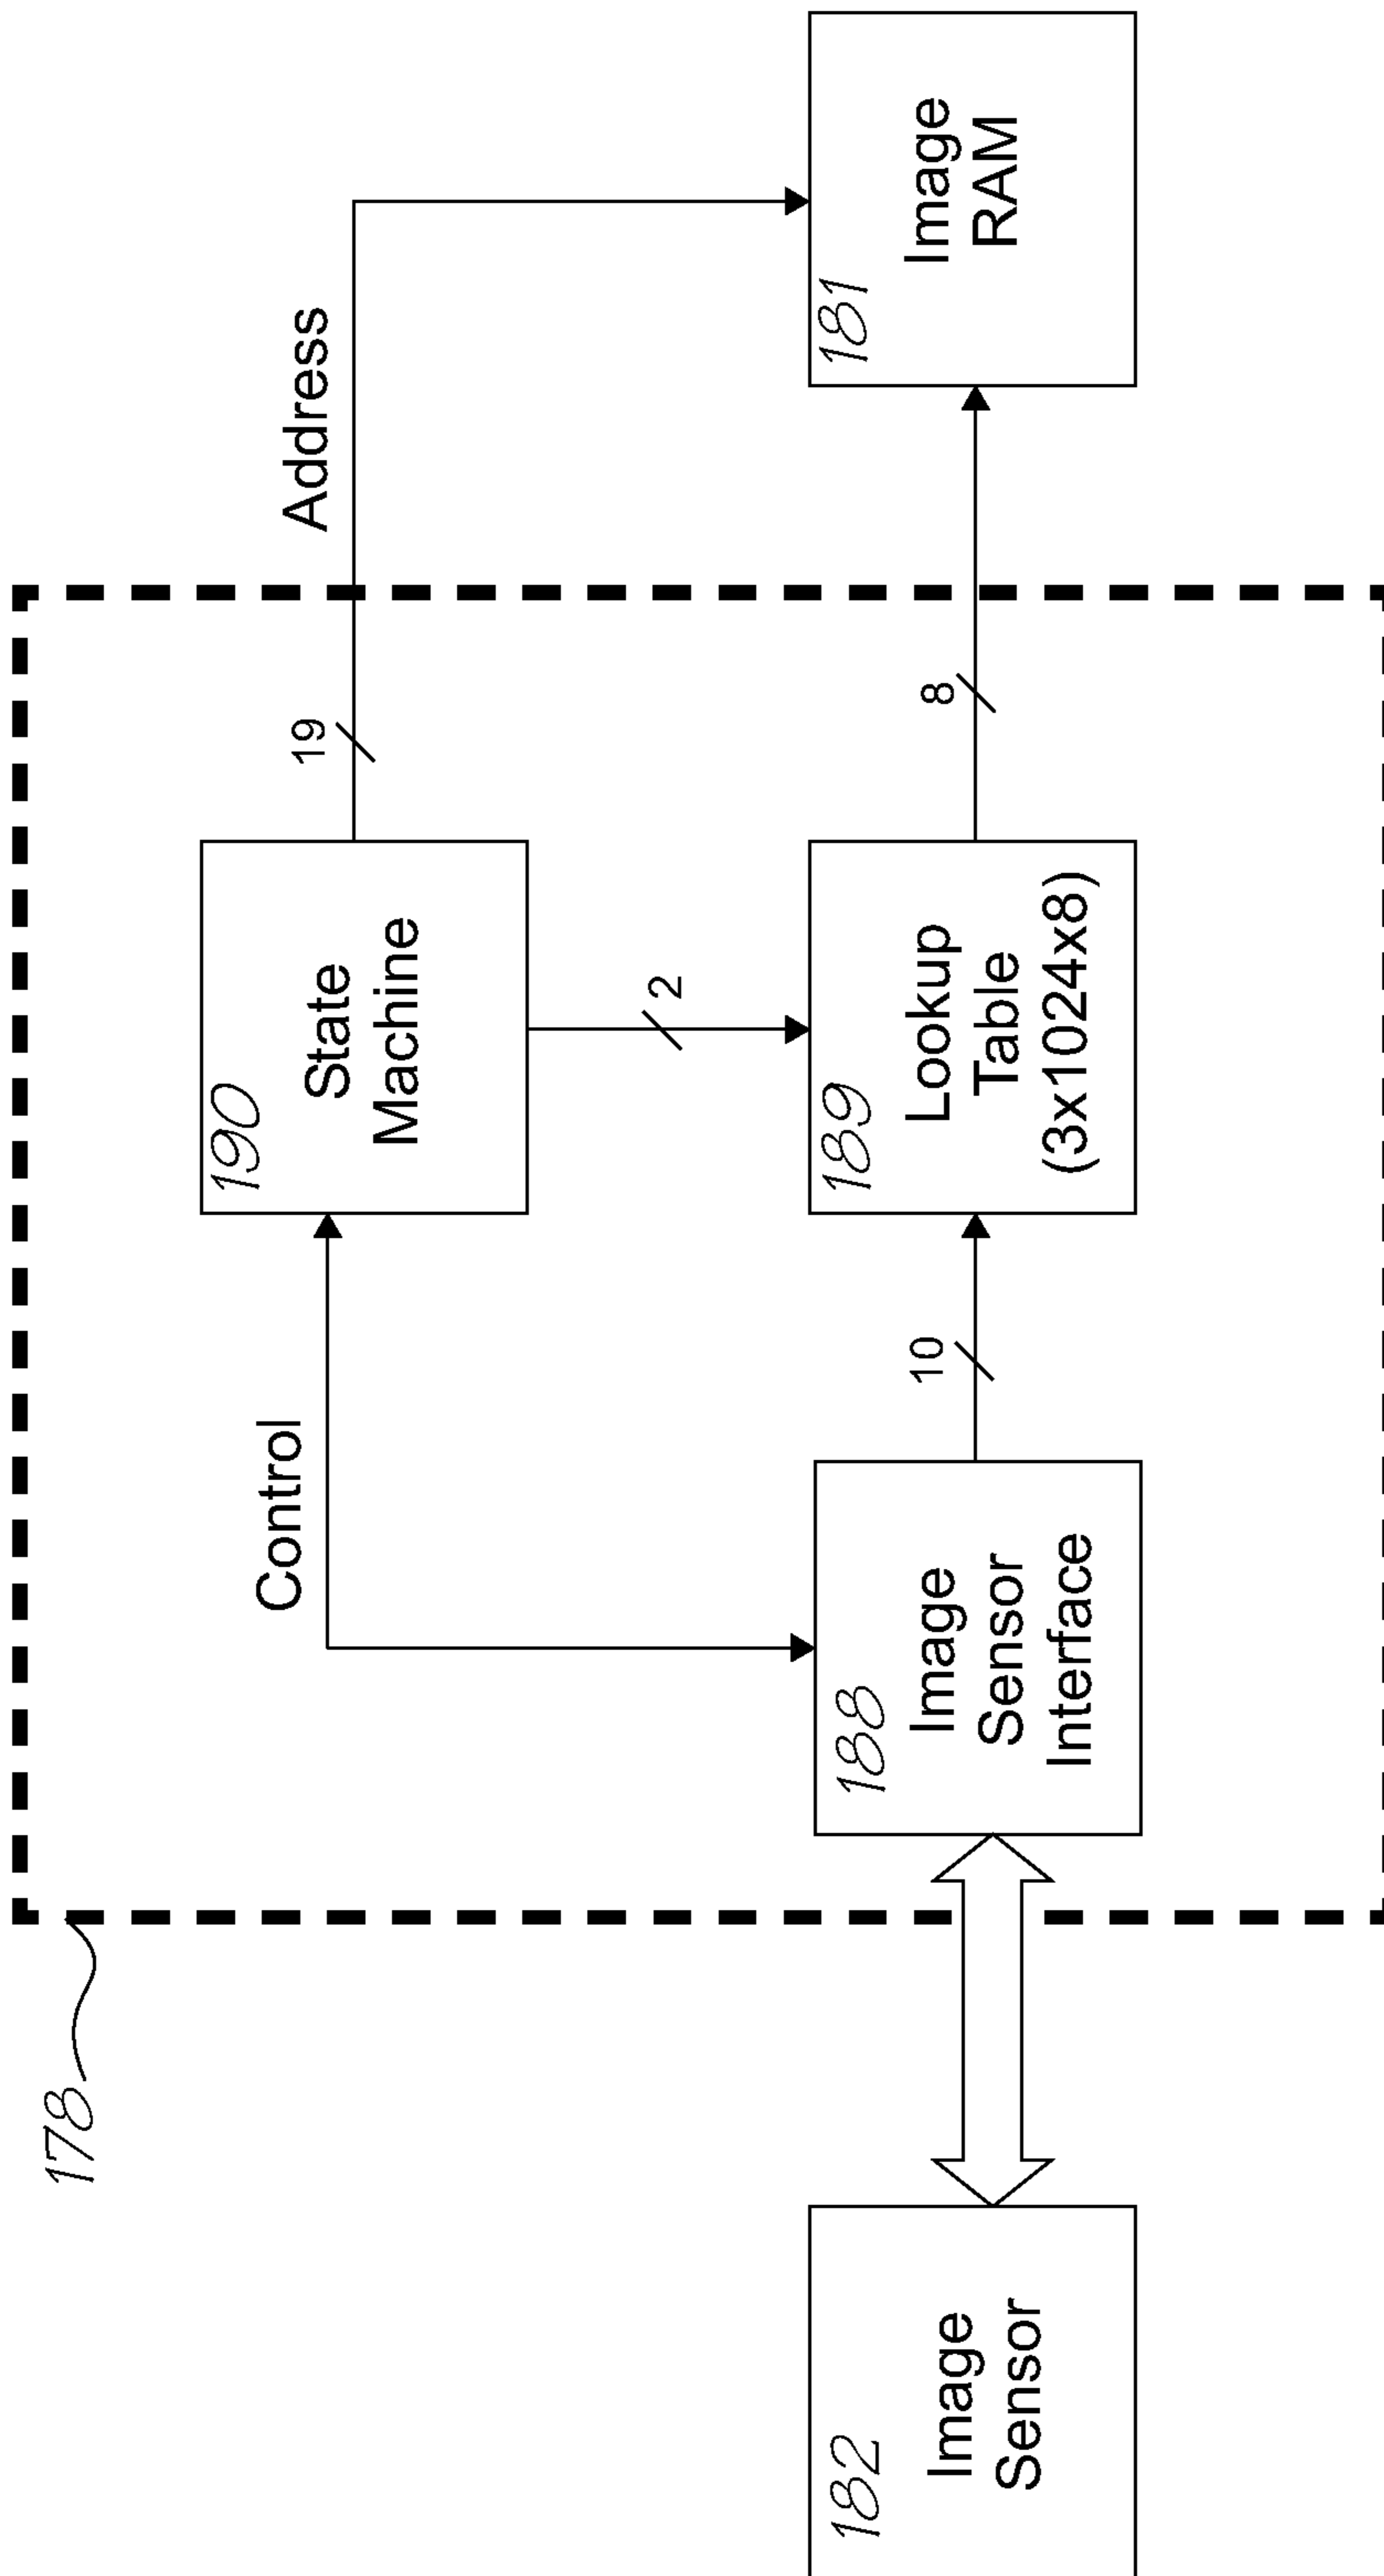 178
Control
Address
190
State
Machine
19
2
182
Image
Sensor
188
Image
Sensor
Interface
10
189
Lookup
Table
(3x1024x8)
8
181
Image
RAM